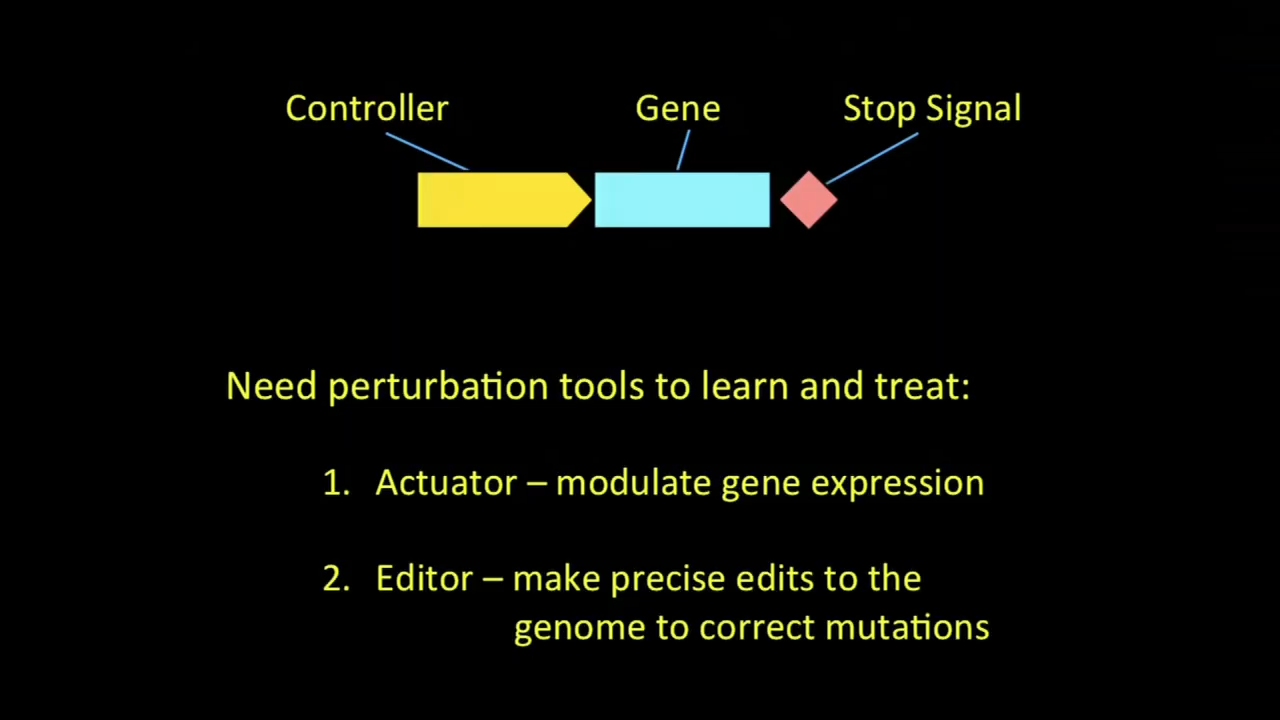 Controller
Gene
Stop Signal
Need perturbation tools to learn and treat:
1. Actuator – modulate gene expression
2. Editor – make precise edits to the
genome to correct mutations